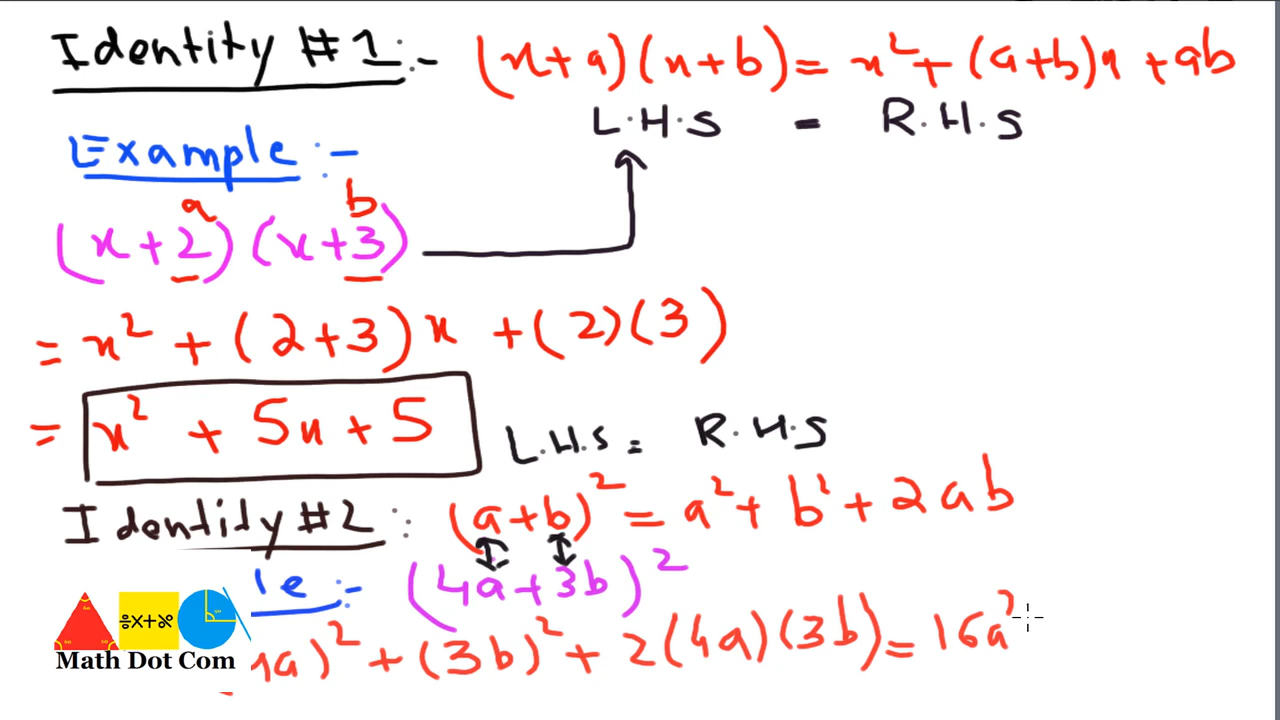 Identity #1:- (x+a)(x+b)= x²+(a+b)x+ab
L.H.S = R.H.S
Example:-
a b
(x+2)(x+3)
= x²+(2+3)x+(2)(3)
= x²+5x+5 L.H.S = R.H.S
Identity #2: (a+b)² = a²+b²+2ab
le:- (4a+3b)²
4a)²+(3b)²+2(4a)(3b)=16a²
÷X+%
Math Dot Com